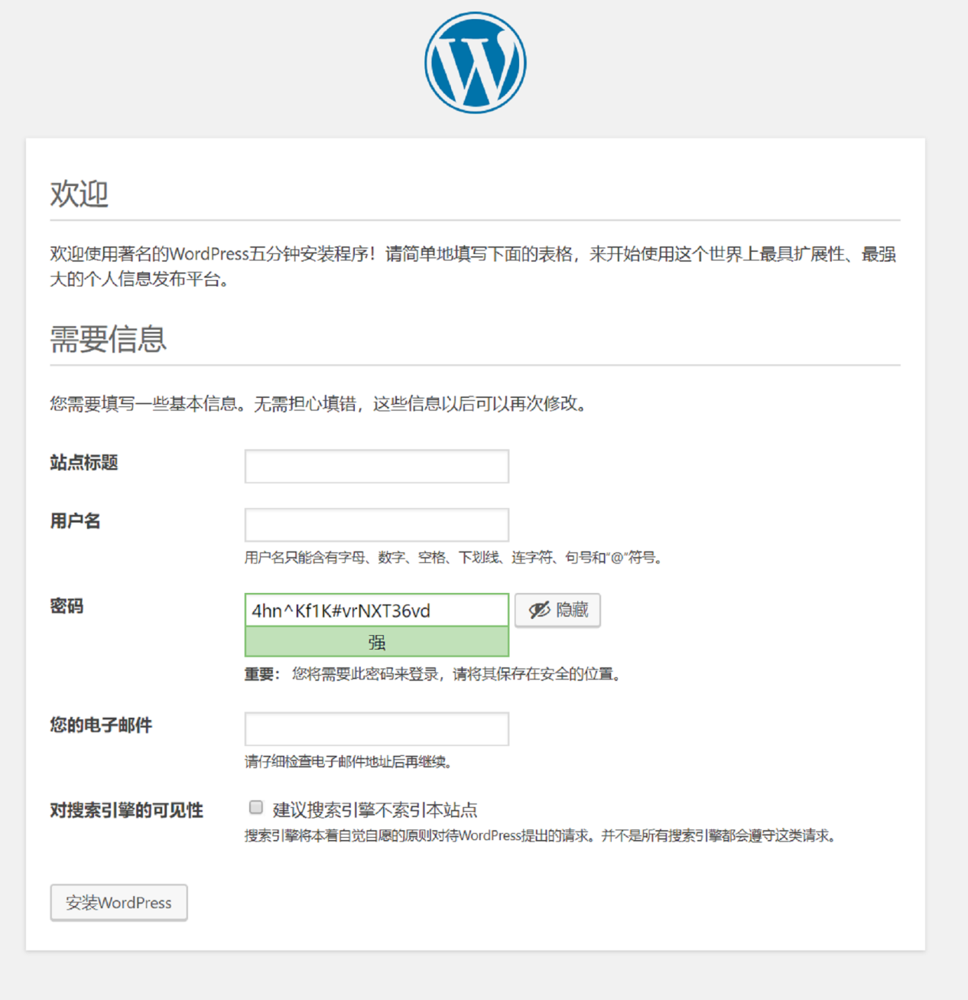 欢迎
欢迎使用著名的WordPress五分钟安装程序！请简单地填写下面的表格，来开始使用这个世界上最具扩展性、最强
大的个人信息发布平台。
需要信息
您需要填写一些基本信息。无需担心填错，这些信息以后可以再次修改。
站点标题
用户名
用户名只能含有字母、数字、空格、下划线、连字符、句号和“@”符号。
密码
4hn^Kf1K#vrNXT36vd
隐藏
强
重要： 您将需要此密码来登录，请将其保存在安全的位置。
您的电子邮件
请仔细检查电子邮件地址后再继续。
对搜索引擎的可见性
建议搜索引擎不索引本站点
搜索引擎将本着自觉自愿的原则对待WordPress提出的请求。并不是所有搜索引擎都会遵守这类请求。
安装WordPress